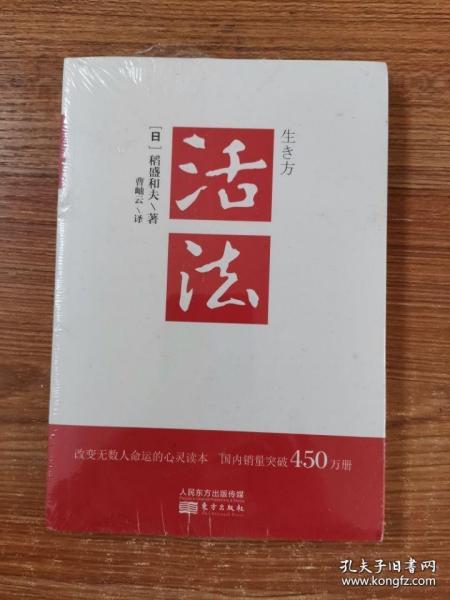 生き方
活
法
［日］稻盛和夫\著
曹岫云\译
改变无数人命运的心灵读本 国内销量突破450万册
人民东方出版传媒
东方出版社
孔夫子旧书网
www.kongfz.com